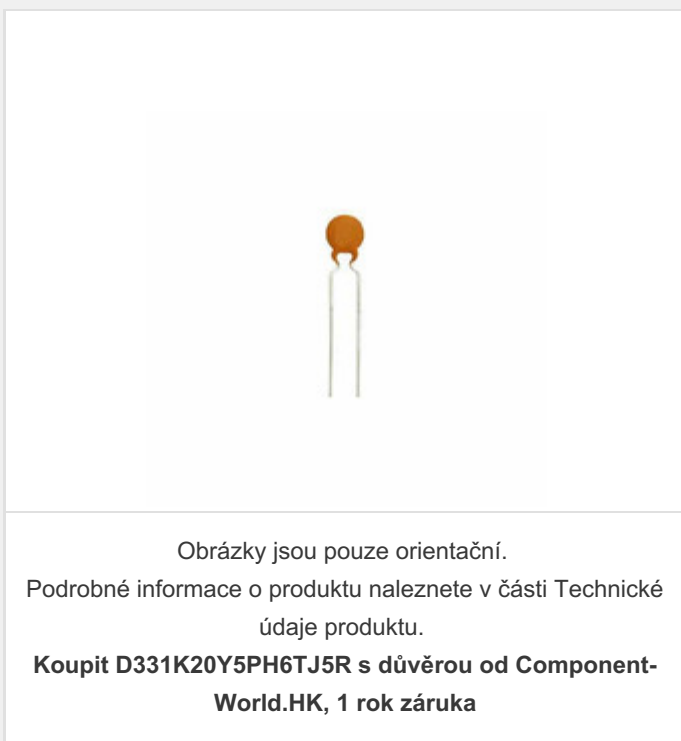 Obrázky jsou pouze orientační.
Podrobné informace o produktu naleznete v části Technické
údaje produktu.
Koupit D331K20Y5PH6TJ5R s důvěrou od Component-
World.HK, 1 rok záruka